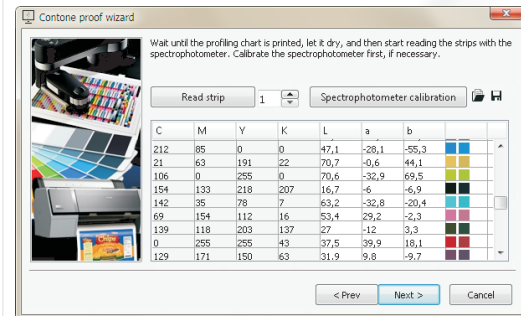 Contone proof wizard
Wait until the profiling chart is printed, let it dry, and then start reading the strips with the
spectrophotometer. Calibrate the spectrophotometer first, if necessary.
Read strip 1 Spectrophotometer calibration
C M Y K L a b
212 85 0 0 47,1 -28,1 -55,3
21 63 191 22 70,7 -0,6 44,1
106 0 255 0 70,6 -32,9 69,5
154 133 218 207 16,7 -6 -6,9
142 35 78 7 63,2 -32,8 -20,4
69 154 112 16 53,4 29,2 -2,3
139 118 203 137 27 -12 3,3
0 255 255 43 37,5 39,9 18,1
129 171 150 63 31,9 9,8 -9,7
< Prev Next > Cancel